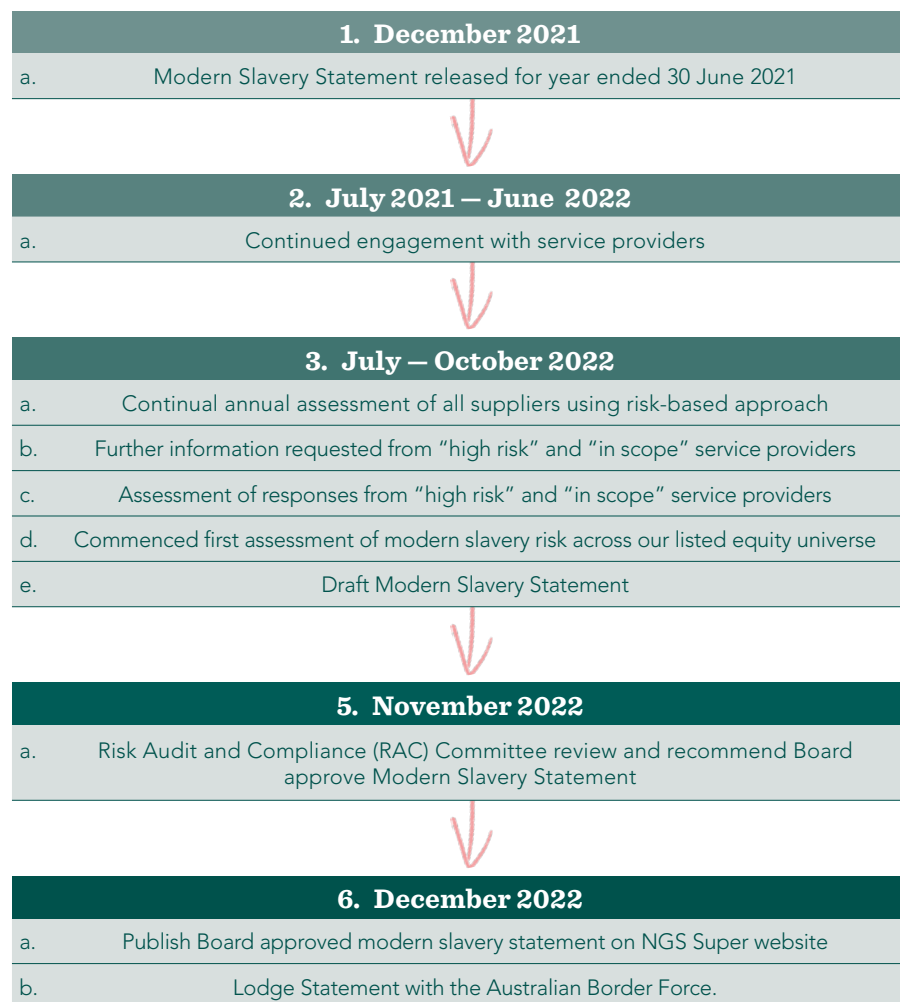 1. December 2021
a. Modern Slavery Statement released for year ended 30 June 2021
2. July 2021 — June 2022
a. Continued engagement with service providers
3. July — October 2022
a. Continual annual assessment of all suppliers using risk-based approach
b. Further information requested from “high risk” and “in scope” service providers
c. Assessment of responses from “high risk” and “in scope” service providers
d. Commenced first assessment of modern slavery risk across our listed equity universe
e. Draft Modern Slavery Statement
5. November 2022
a. Risk Audit and Compliance (RAC) Committee review and recommend Board
approve Modern Slavery Statement
6. December 2022
a. Publish Board approved modern slavery statement on NGS Super website
b. Lodge Statement with the Australian Border Force.